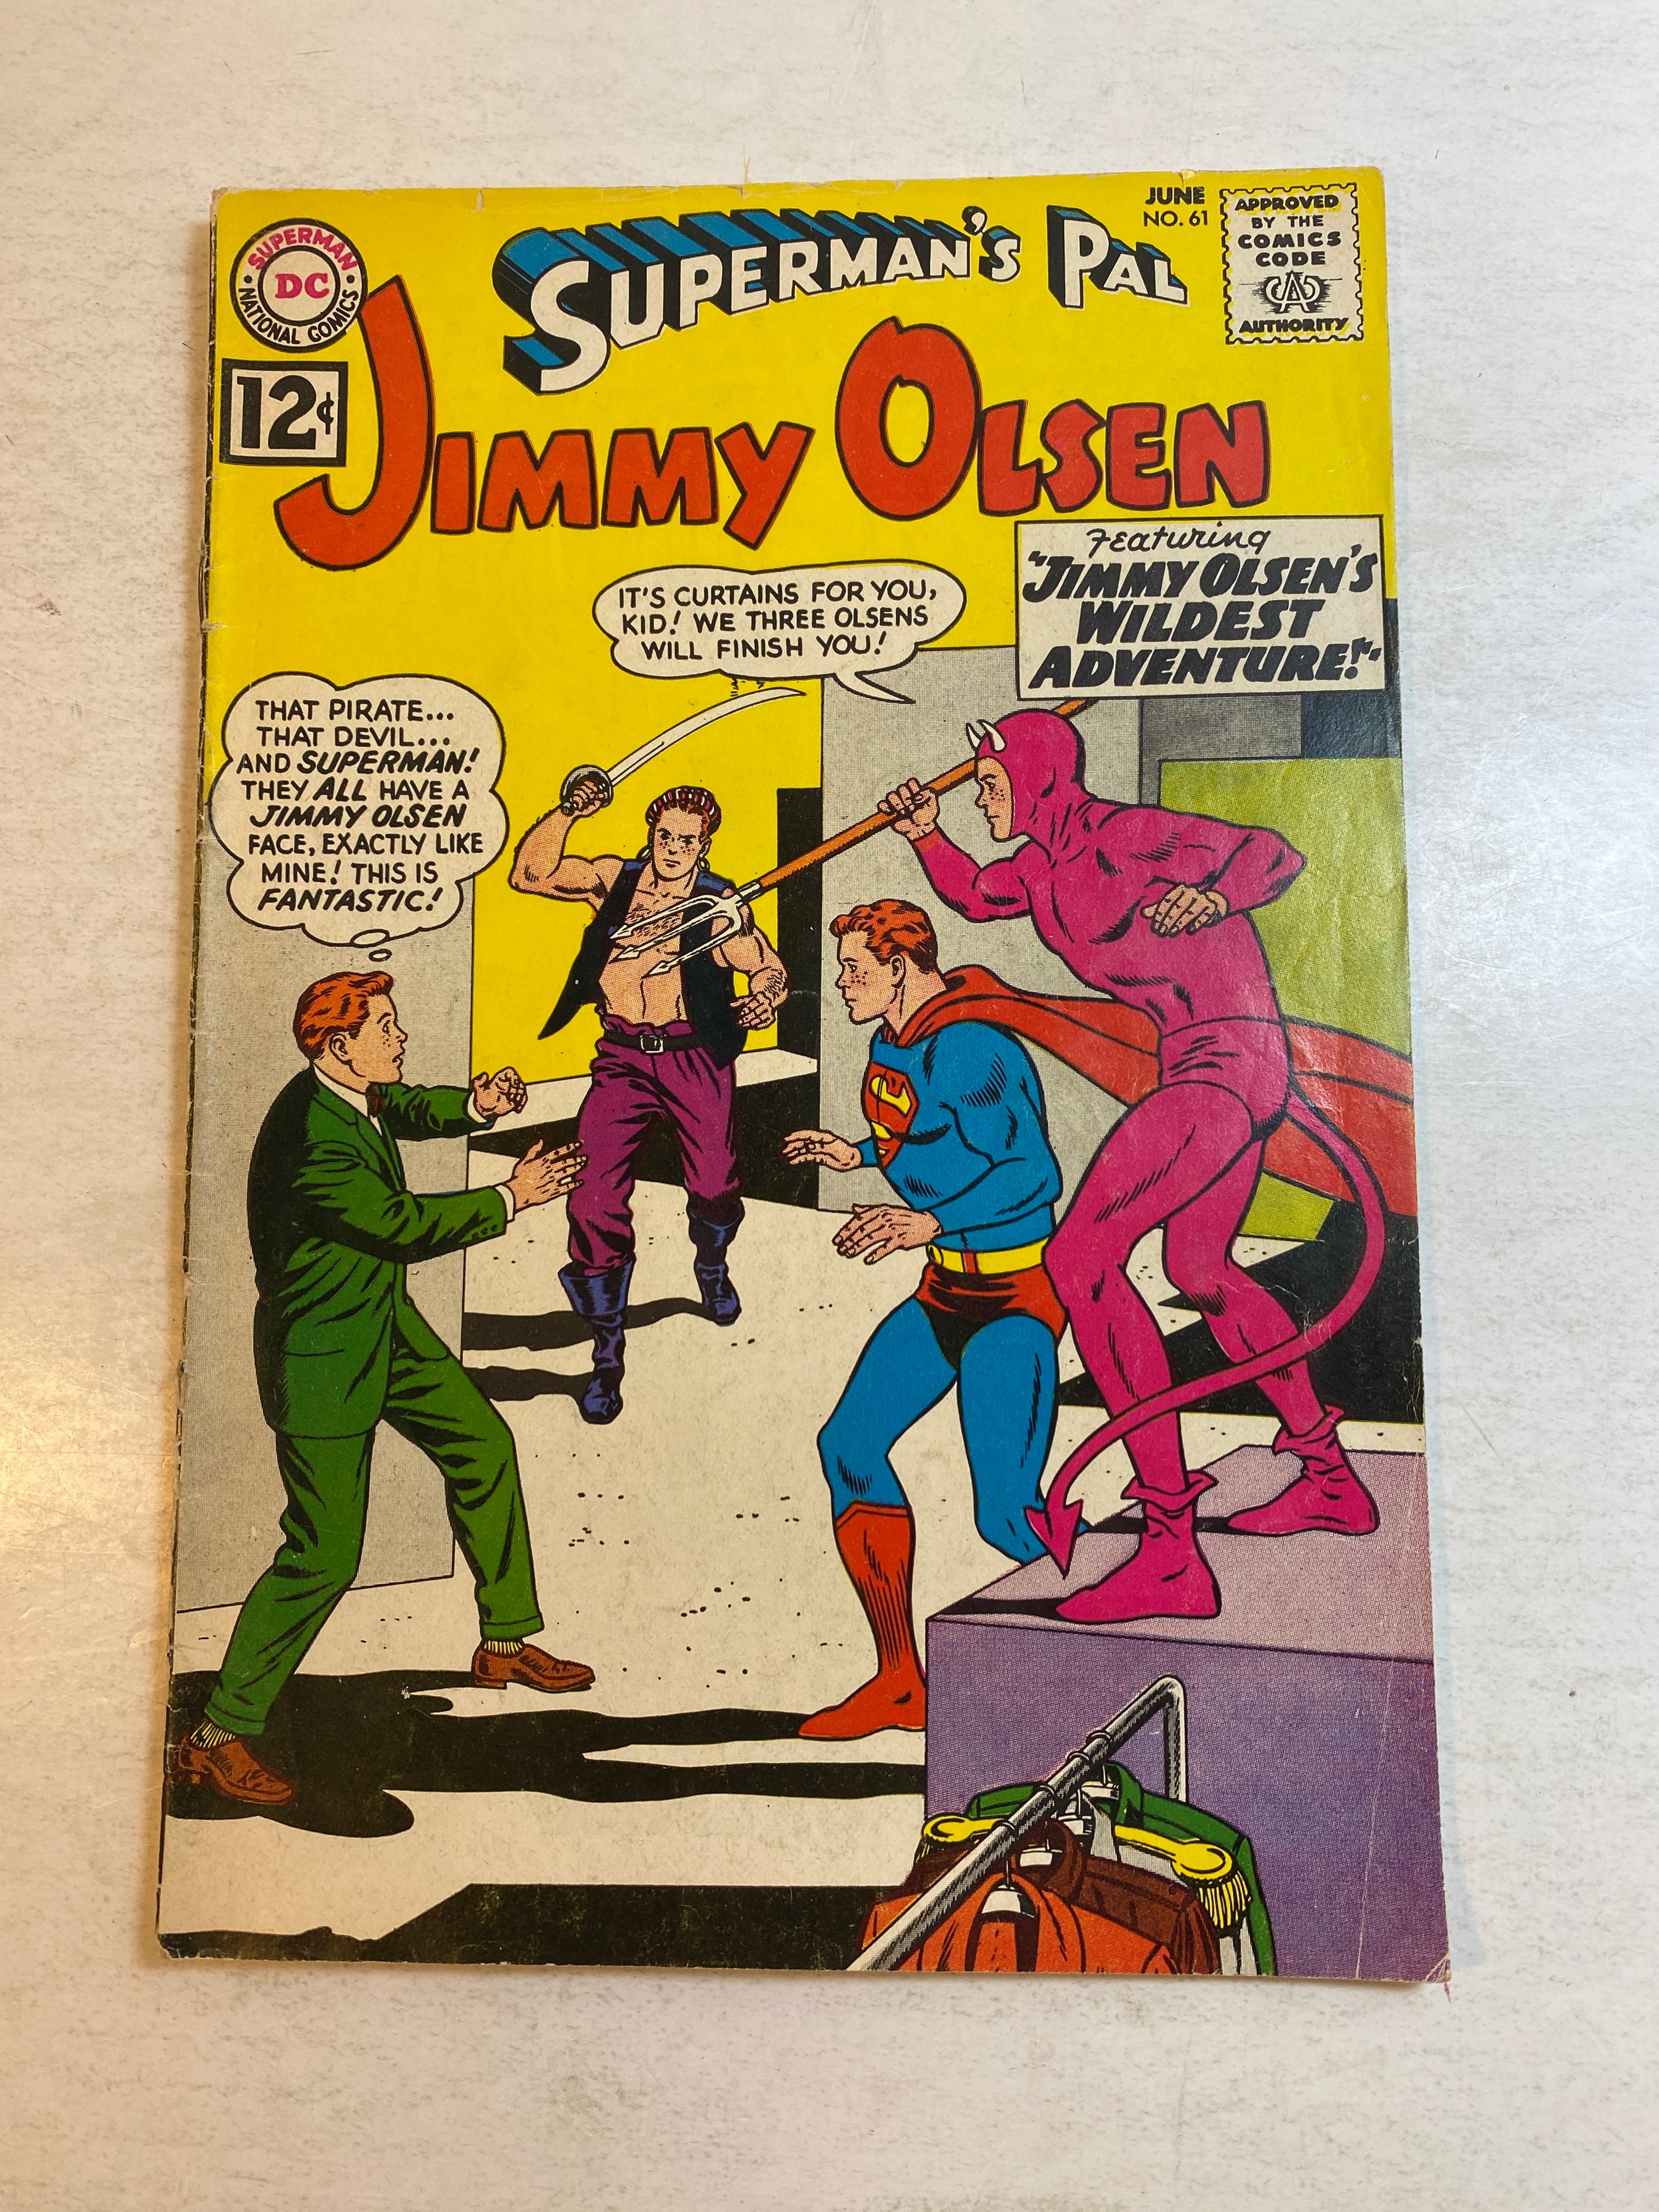 SUPERMAN
DC
NATIONAL COMICS
12¢
SUPERMAN'S PAL
JIMMY OLSEN
JUNE
NO. 61
APPROVED
BY THE
COMICS
CODE
CA
AUTHORITY
Featuring
"JIMMY OLSEN'S
WILDEST
ADVENTURE!"
IT'S CURTAINS FOR YOU,
KID! WE THREE OLSENS
WILL FINISH YOU!
THAT PIRATE...
THAT DEVIL...
AND SUPERMAN!
THEY ALL HAVE A
JIMMY OLSEN
FACE, EXACTLY LIKE
MINE! THIS IS
FANTASTIC!
S